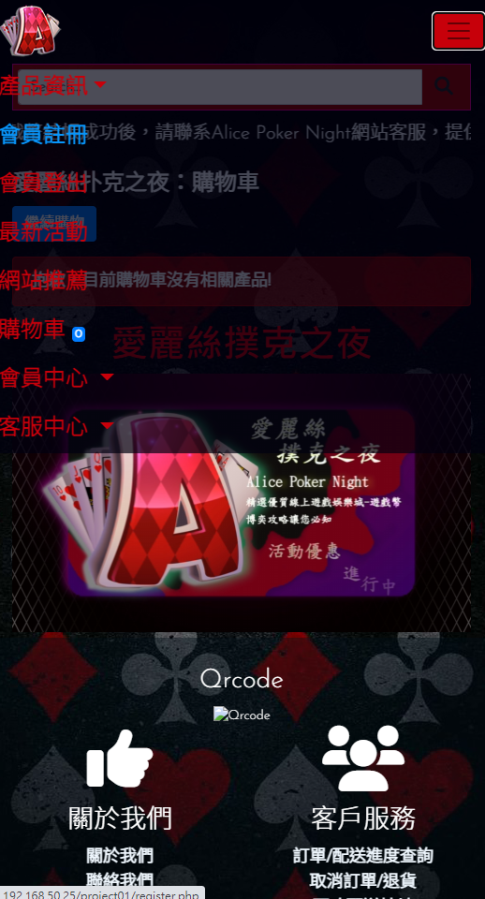 A
產品資訊
會員註冊
成功後，請聯系Alice Poker Night網站客服，提供
會員登出
愛麗絲扑克之夜：購物車
繼續購物
最新活動
網站推薦
目前購物車沒有相關產品!
購物車 0
愛麗絲撲克之夜
會員中心
客服中心
A
愛麗絲
撲克之夜
Alice Poker Night
精選優質線上遊戲娛樂城-遊戲幣
博奕攻略讓您必知
活動優惠
進行中
Qrcode
Qrcode
關於我們
客戶服務
關於我們
訂單/配送進度查詢
聯絡我們
取消訂單/退貨
192.168.50.25/project01/register.php